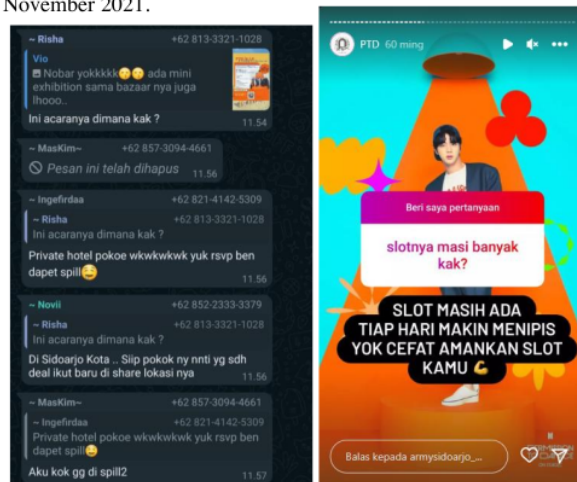 November 2021.
~ Risha +62 813-3321-1028
Vio
Nobar yokkkkk😚😚 ada mini
exhibition sama bazaar nya juga
lhooo..
Ini acaranya dimana kak ?
11.54
~ MasKim~ +62 857-3094-4661
Pesan ini telah dihapus 11.56
~ Ingefirdaa +62 821-4142-5309
~ Risha +62 813-3321-1028
Ini acaranya dimana kak ?
Private hotel pokoe wkwkwkwk yuk rsvp ben
dapet spill🤤
11.56
~ Novii +62 852-2333-3379
~ Risha +62 813-3321-1028
Ini acaranya dimana kak ?
Di Sidoarjo Kota .. Siip pokok ny nnti yg sdh
deal ikut baru di share lokasi nya
11.56
~ MasKim~ +62 857-3094-4661
~ Ingefirdaa +62 821-4142-5309
Private hotel pokoe wkwkwkwk yuk rsvp ben
dapet spill🤤
Aku kok gg di spill2
11.57
PTD 60 ming
Beri saya pertanyaan
slotnya masi banyak
kak?
SLOT MASIH ADA
TIAP HARI MAKIN MENIPIS
YOK CEFAT AMANKAN SLOT
KAMU 💪
Balas kepada armysidoarjo_...